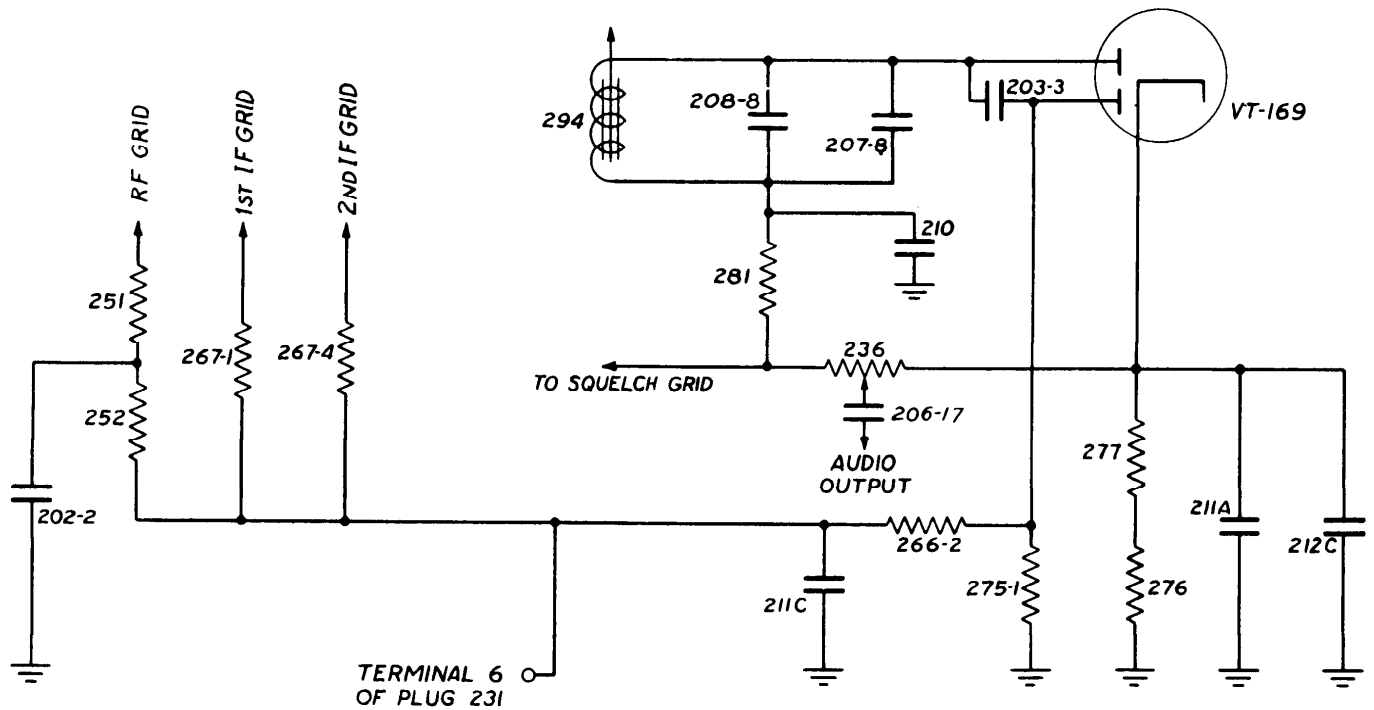 RF GRID
1ST IF GRID
2ND IF GRID
294
208-8
207-8
203-3
VT-169
210
281
251
252
267-1
267-4
202-2
TO SQUELCH GRID
236
206-17
AUDIO
OUTPUT
277
276
211A
212C
266-2
275-1
211C
TERMINAL 6
OF PLUG 231